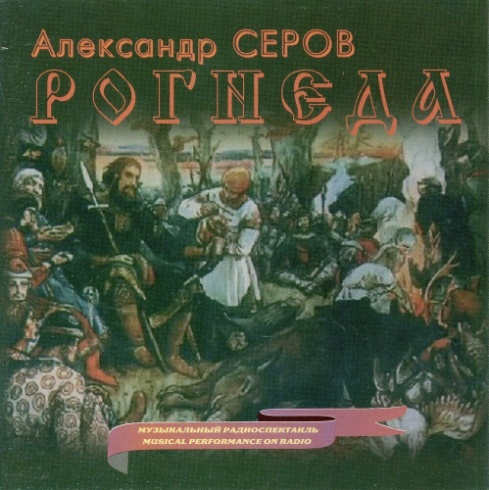 Александр СЕРОВ
РОГНЕДА
МУЗЫКАЛЬНЫЙ РАДИОСПЕКТАКЛЬ
MUSICAL PERFORMANCE ON RADIO